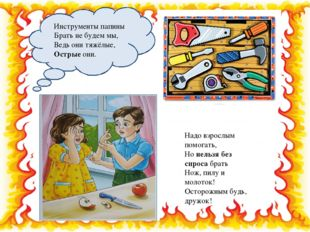 Инструменты папины
Брать не будем мы,
Ведь они тяжёлые,
Острые они.
Надо взрослым
помогать,
Но нельзя без
спроса брать
Нож, пилу и
молоток!
Осторожным будь,
дружок!